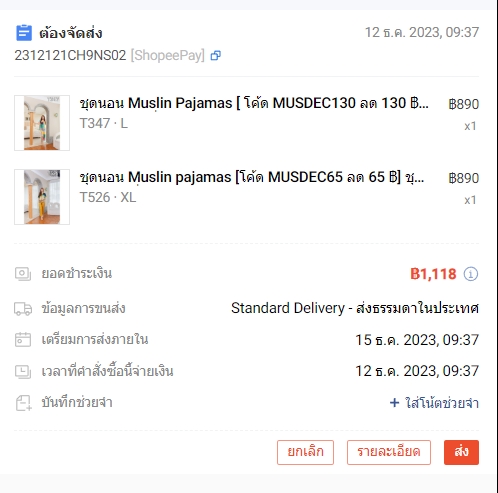 ต้องจัดส่ง
12 ธ.ค. 2023, 09:37
2312121CH9NS02 [ShopeePay]
ชุดนอน Muslin Pajamas [ โค้ด MUSDEC130 ลด 130 ฿...
฿890
T347 · L
x1
ชุดนอน Muslin pajamas [โค้ด MUSDEC65 ลด 65 ฿] ชุ...
฿890
T526 · XL
x1
ยอดชำระเงิน
฿1,118
ข้อมูลการขนส่ง
Standard Delivery - ส่งธรรมดาในประเทศ
เตรียมการส่งภายใน
15 ธ.ค. 2023, 09:37
เวลาที่คำสั่งซื้อนี้จ่ายเงิน
12 ธ.ค. 2023, 09:37
บันทึกช่วยจำ
+ ใส่โน้ตช่วยจำ
ยกเลิก
รายละเอียด
ส่ง